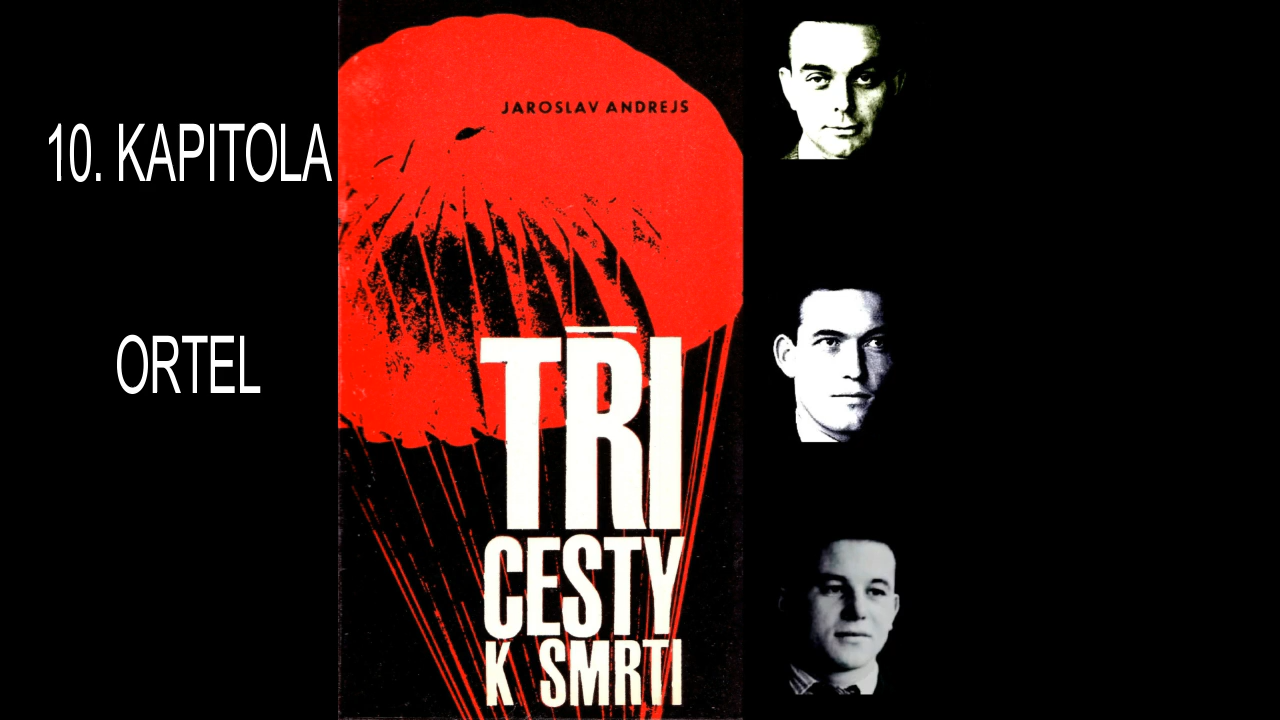 10. KAPITOLA
ORTEL
JAROSLAV ANDREJS
TŘI
CESTY
K SMRTI